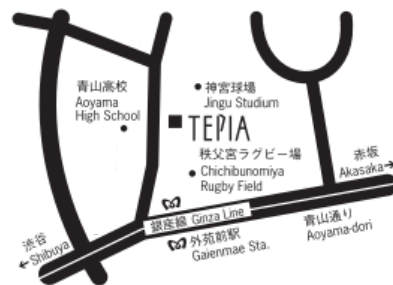 青山高校
Aoyama
High School
神宮球場
Jingu Studium
TEPIA
秩父宮ラグビー場
Chichibunomiya
Rugby Field
赤坂
Akasaka→
銀座線 Ginza Line
渋谷
←Shibuya
外苑前駅
Gaienmae Sta.
青山通り
Aoyama-dori